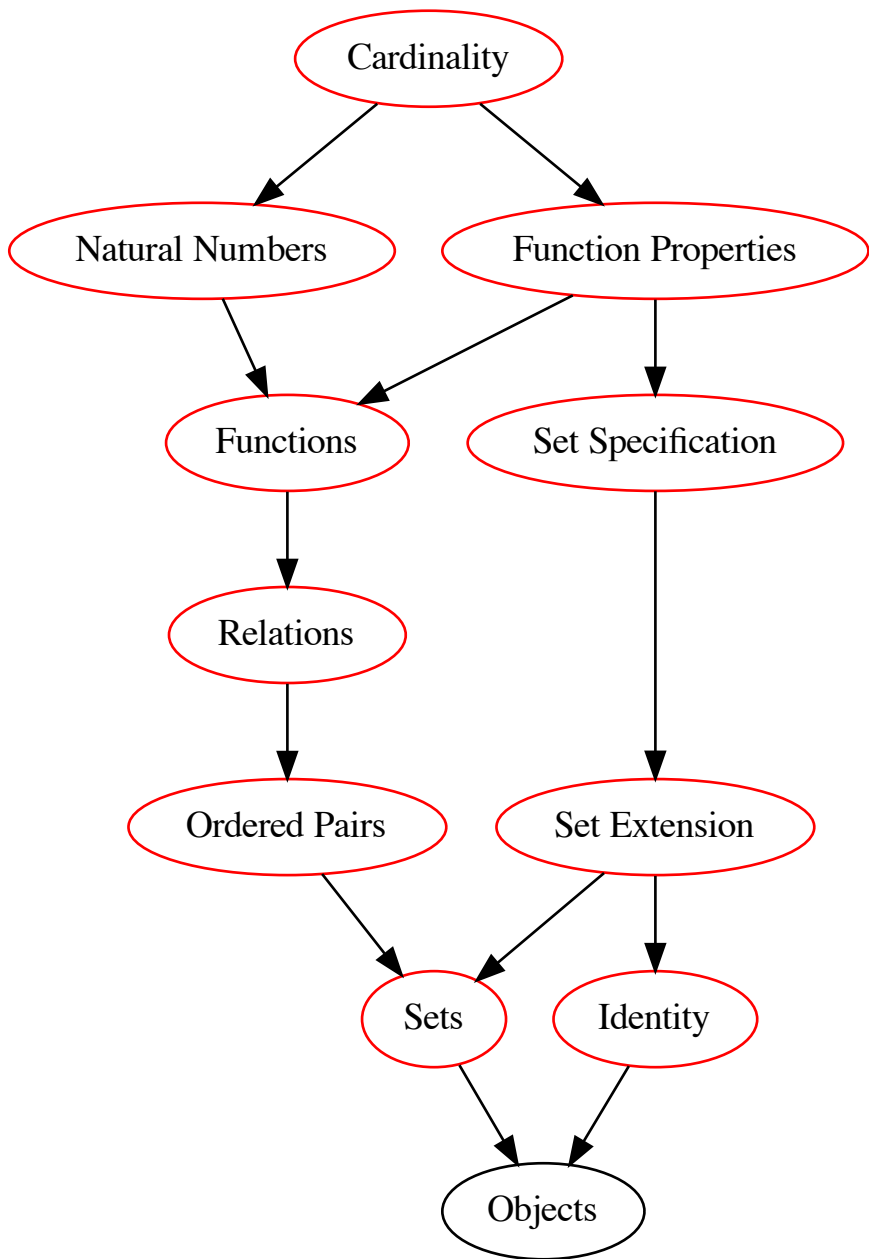 Cardinality
Natural Numbers
Function Properties
Functions
Set Specification
Relations
Ordered Pairs
Set Extension
Sets
Identity
Objects